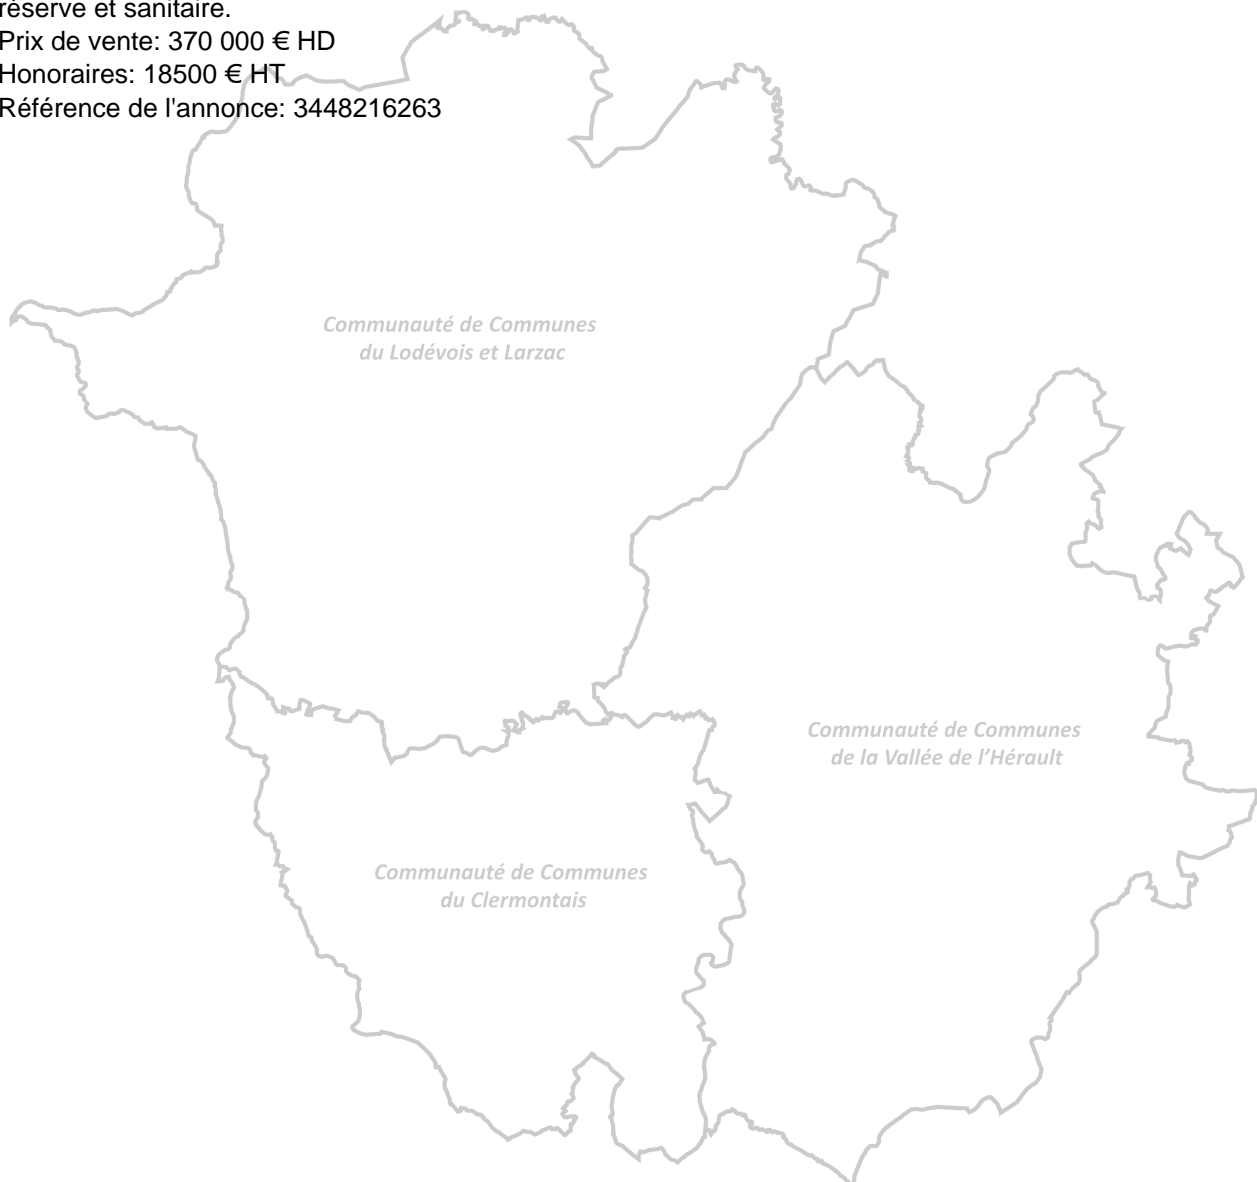 réserve et sanitaire.
Prix de vente: 370 000 € HD
Honoraires: 18500 € HT
Référence de l'annonce: 3448216263
Communauté de Communes
du Lodévois et Larzac
Communauté de Communes
de la Vallée de l’Hérault
Communauté de Communes
du Clermontais